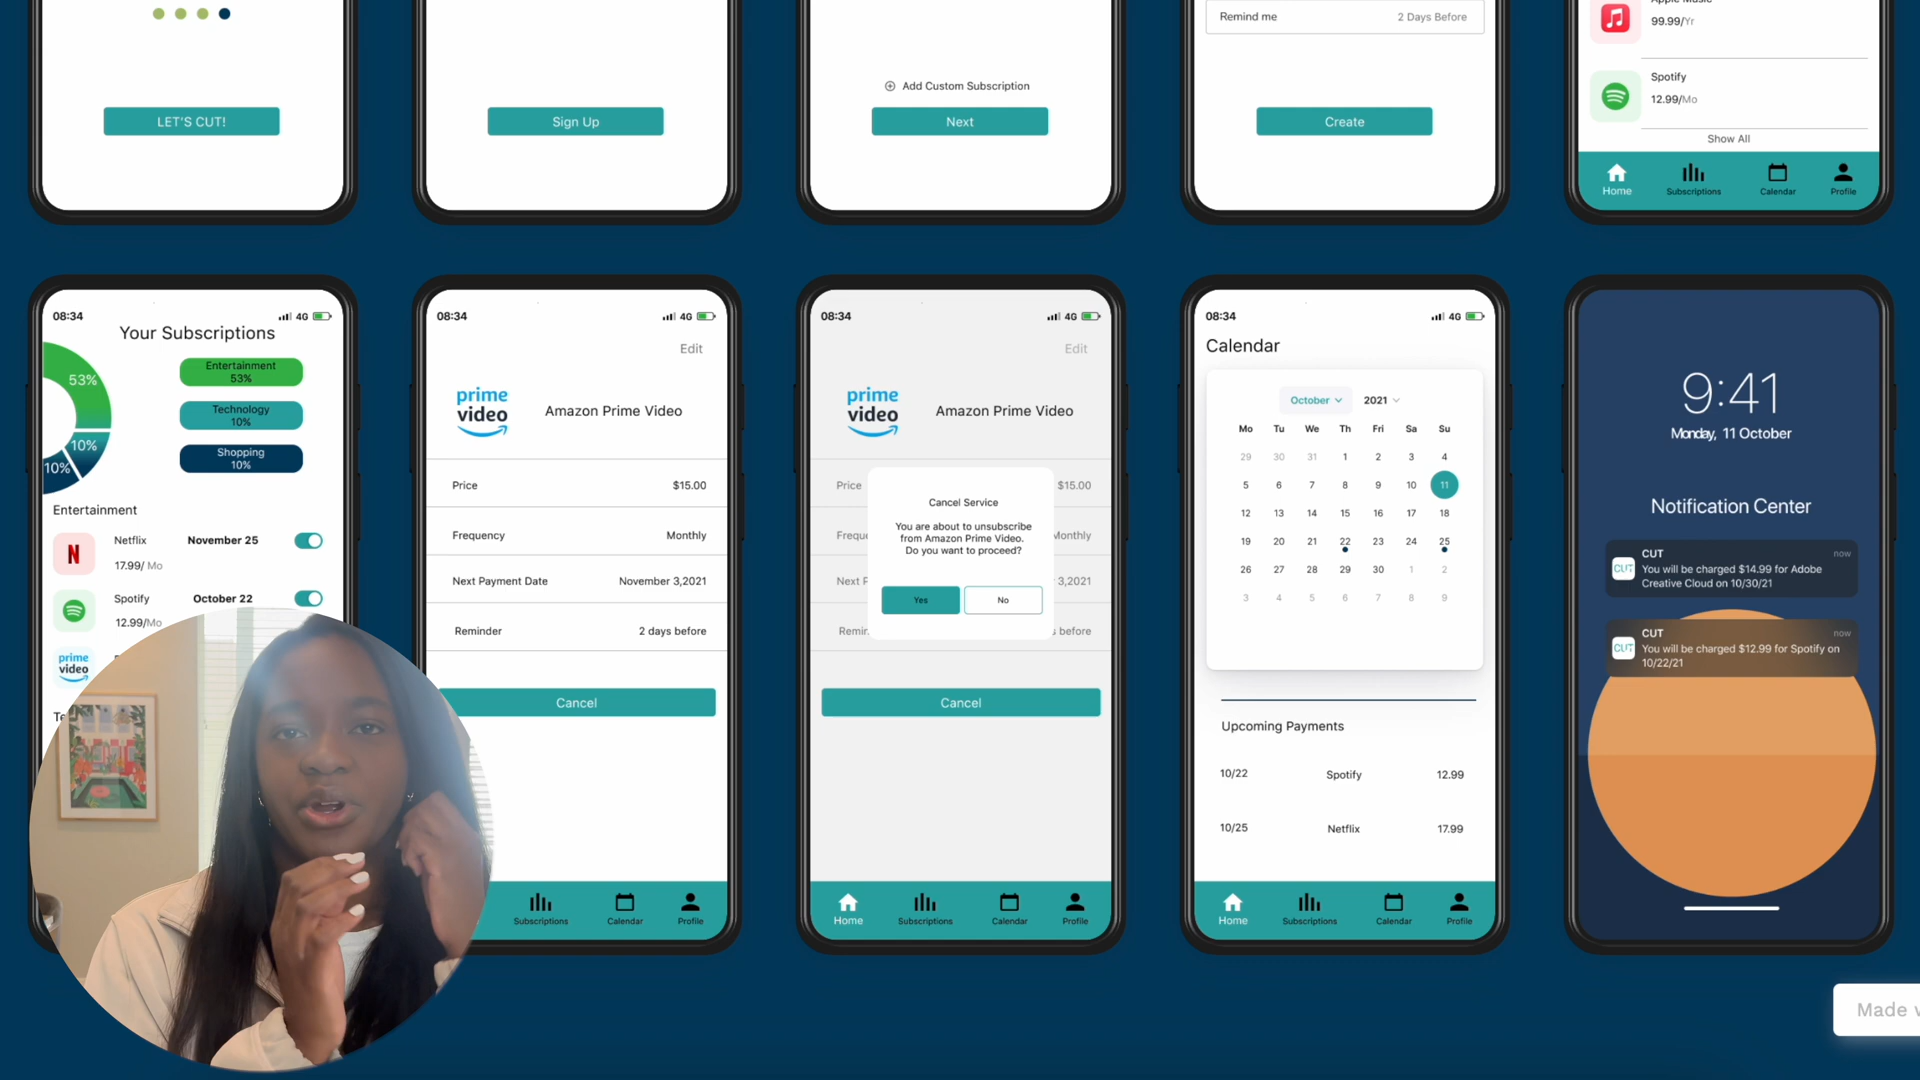 LET'S CUT!
Sign Up
Add Custom Subscription
Next
Remind me 2 Days Before
Create
99.99/Yr
Spotify
12.99/Mo
Show All
Home Subscriptions Calendar Profile
08:34 4G
Your Subscriptions
53%
10%
10%
Entertainment
53%
Technology
10%
Shopping
10%
Entertainment
N
Netflix November 25
17.99/ Mo
Spotify October 22
12.99/Mo
prime
video
08:34 4G
Edit
prime
video
Amazon Prime Video
Price $15.00
Frequency Monthly
Next Payment Date November 3,2021
Reminder 2 days before
Cancel
Subscriptions Calendar Profile
08:34 4G
Edit
prime
video
Amazon Prime Video
Price $15.00
Monthly
3,2021
before
Cancel Service
You are about to unsubscribe
from Amazon Prime Video.
Do you want to proceed?
Yes No
Cancel
Home Subscriptions Calendar Profile
08:34 4G
Calendar
October 2021
Mo Tu We Th Fri Sa Su
29 30 31 1 2 3 4
5 6 7 8 9 10 11
12 13 14 15 16 17 18
19 20 21 22 23 24 25
26 27 28 29 30 1 2
3 4 5 6 7 8 9
Upcoming Payments
10/22 Spotify 12.99
10/25 Netflix 17.99
Home Subscriptions Calendar Profile
9:41
Monday, 11 October
Notification Center
CUT now
CUT
You will be charged $14.99 for Adobe
Creative Cloud on 10/30/21
CUT now
CUT
You will be charged $12.99 for Spotify on
10/22/21
Made